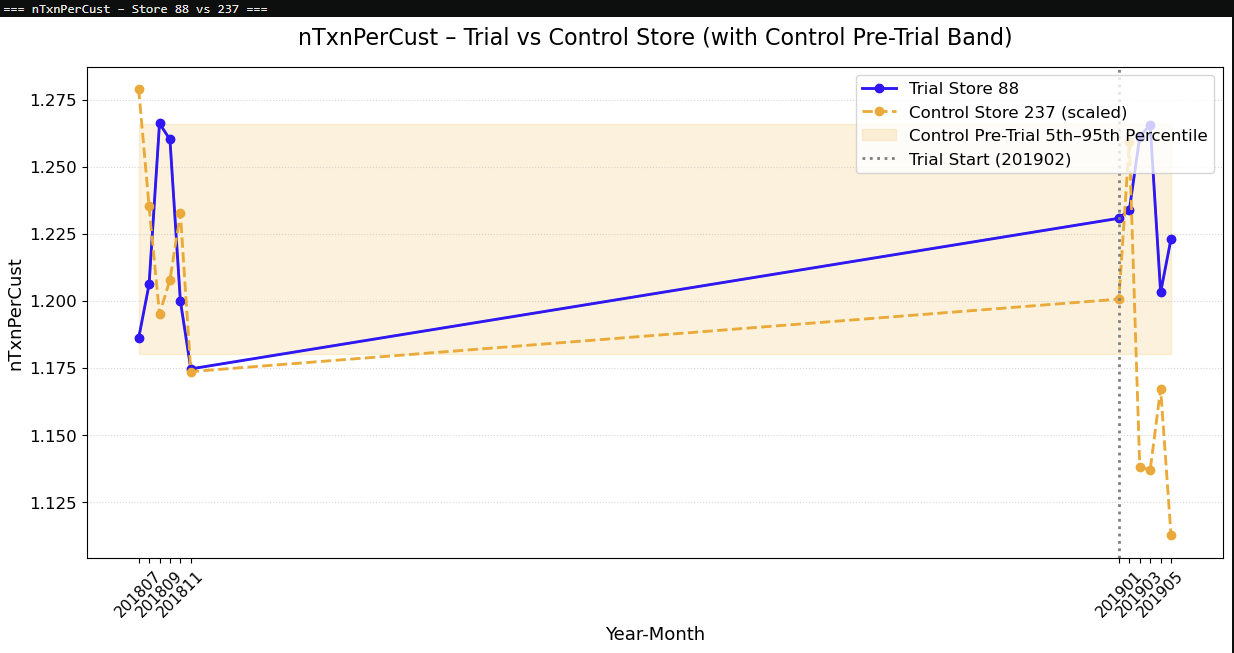 === nTxnPerCust – Store 88 vs 237 ===
nTxnPerCust – Trial vs Control Store (with Control Pre-Trial Band)
Trial Store 88
Control Store 237 (scaled)
Control Pre-Trial 5th–95th Percentile
Trial Start (201902)
nTxnPerCust
1.275
1.250
1.225
1.200
1.175
1.150
1.125
201807
201809
201811
201901
201903
201905
Year-Month